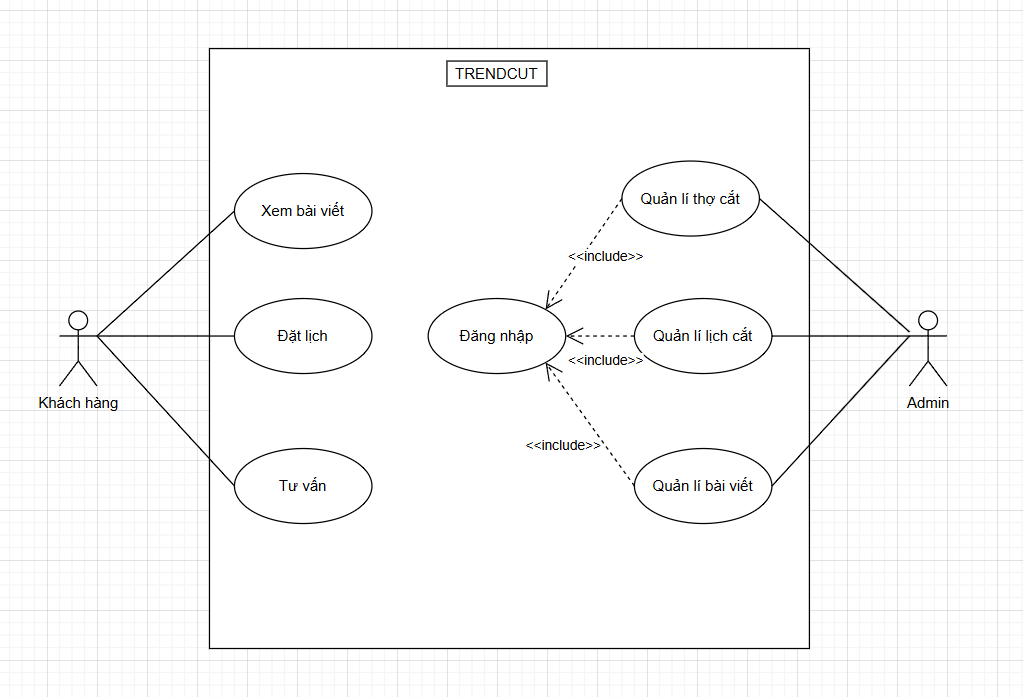 TRENDCUT
Xem bài viết
Quản lí thợ cắt
<<include>>
Đặt lịch
Đăng nhập
Quản lí lịch cắt
<<include>>
Khách hàng
Admin
<<include>>
Tư vấn
Quản lí bài viết